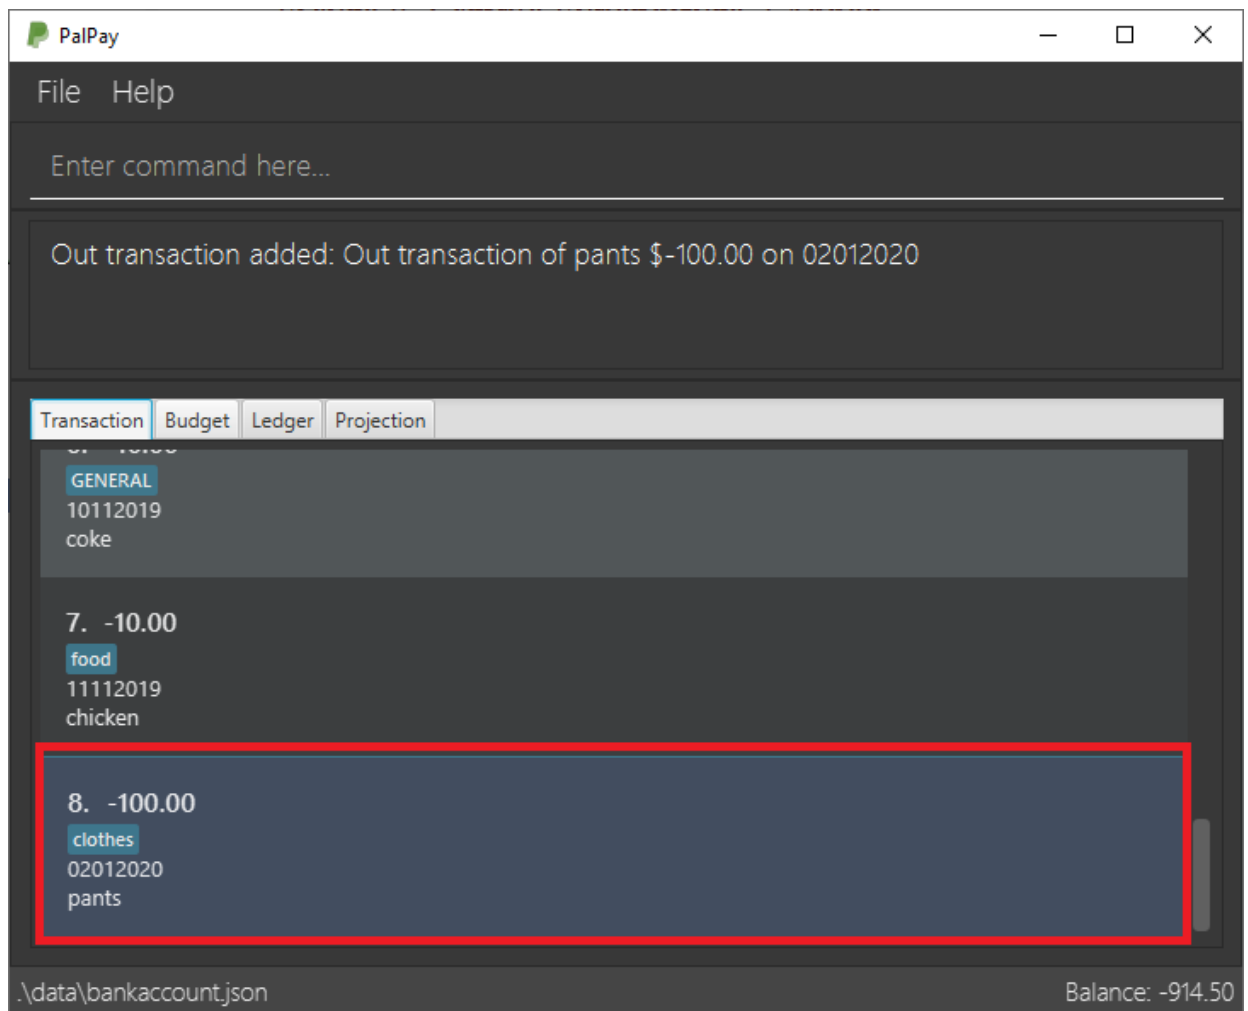 PalPay
File Help
Enter command here...
Out transaction added: Out transaction of pants $-100.00 on 02012020
Transaction Budget Ledger Projection
GENERAL
10112019
coke
7. -10.00
food
11112019
chicken
8. -100.00
clothes
02012020
pants
.\data\bankaccount.json Balance: -914.50